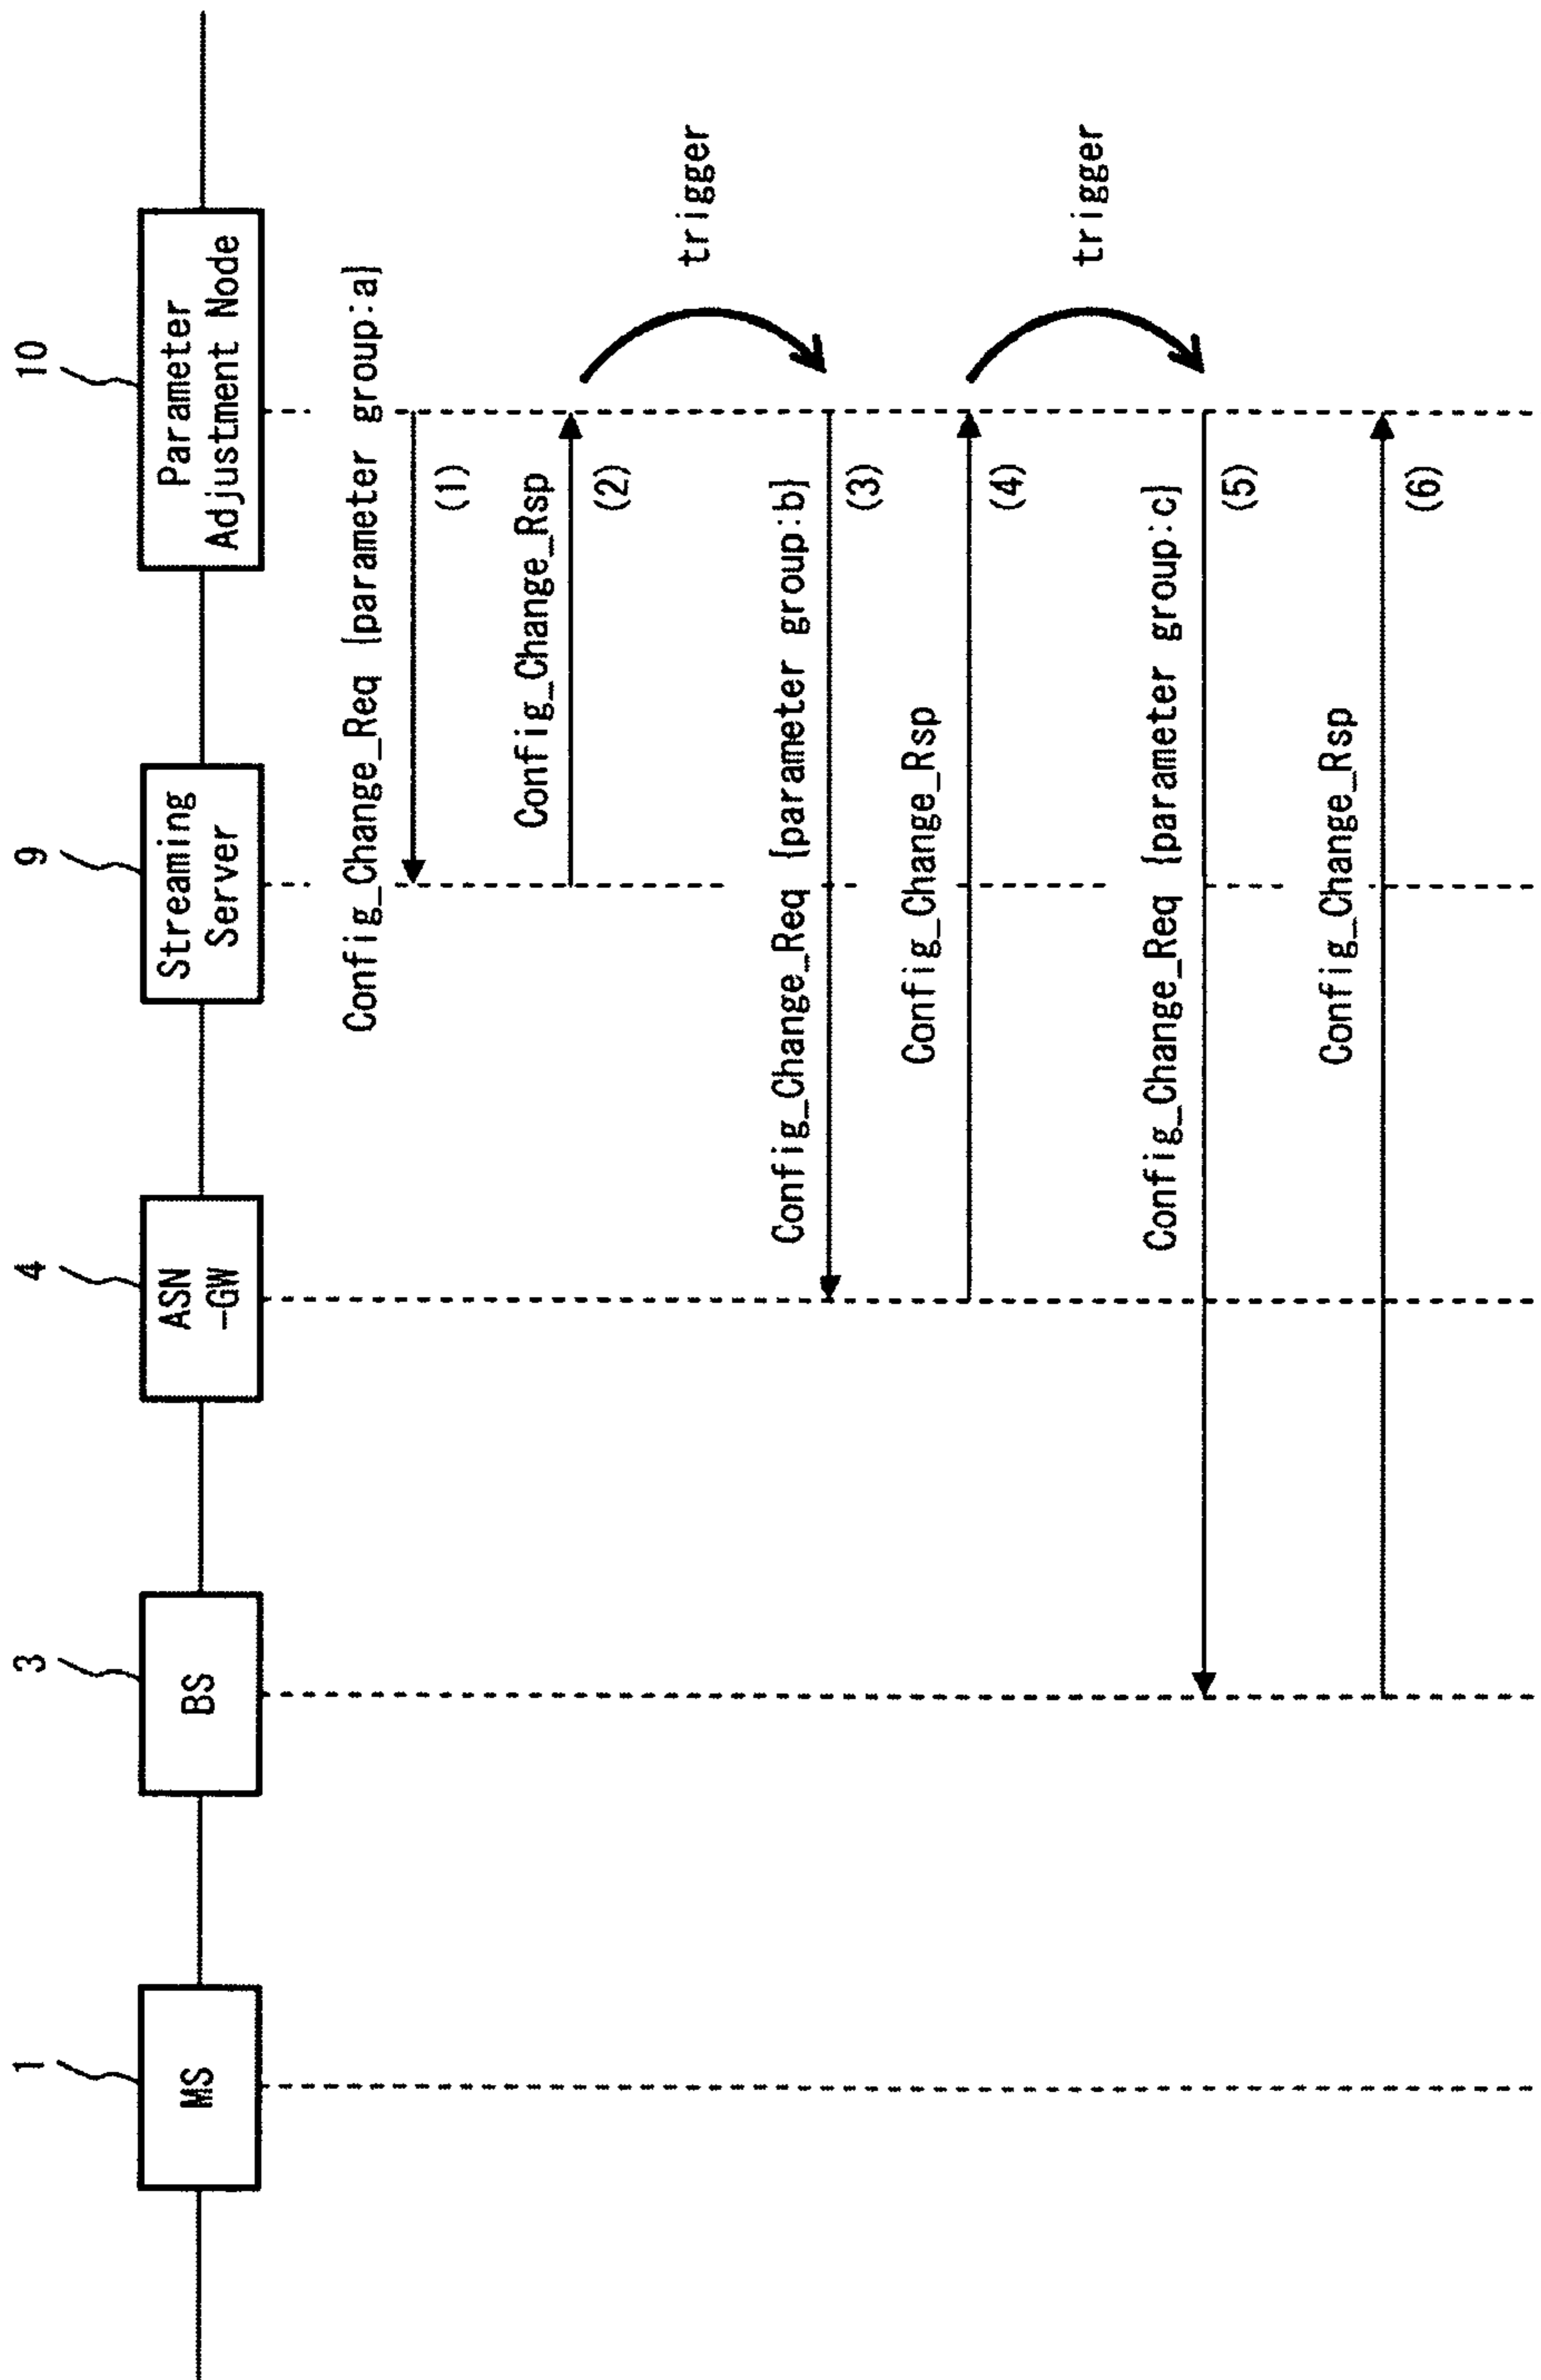 1
3
4
9
10
MS
BS
ASN
-GW
Streaming
Server
Parameter
Adjustment Node
Config_Change_Req {parameter group:a}
(1)
Config_Change_Rsp
(2)
trigger
Config_Change_Req {parameter group:b}
(3)
Config_Change_Rsp
(4)
trigger
Config_Change_Req {parameter group:c}
(5)
Config_Change_Rsp
(6)